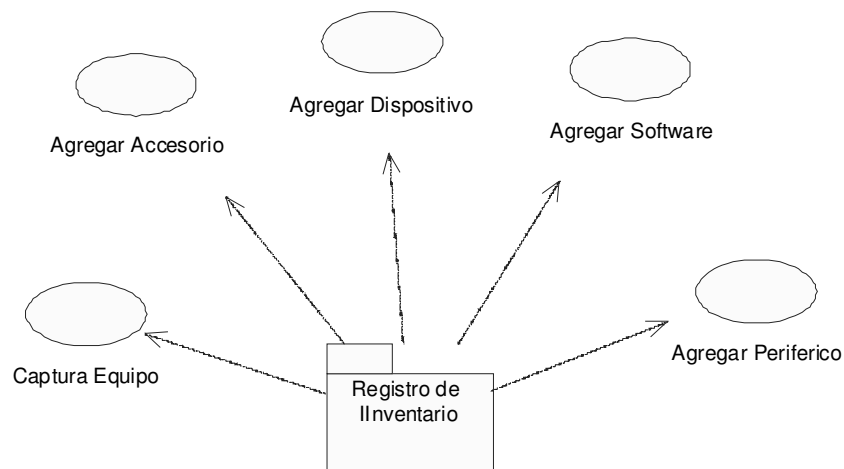 Agregar Dispositivo
Agregar Accesorio
Agregar Software
Captura Equipo
Agregar Periferico
Registro de
IInventario